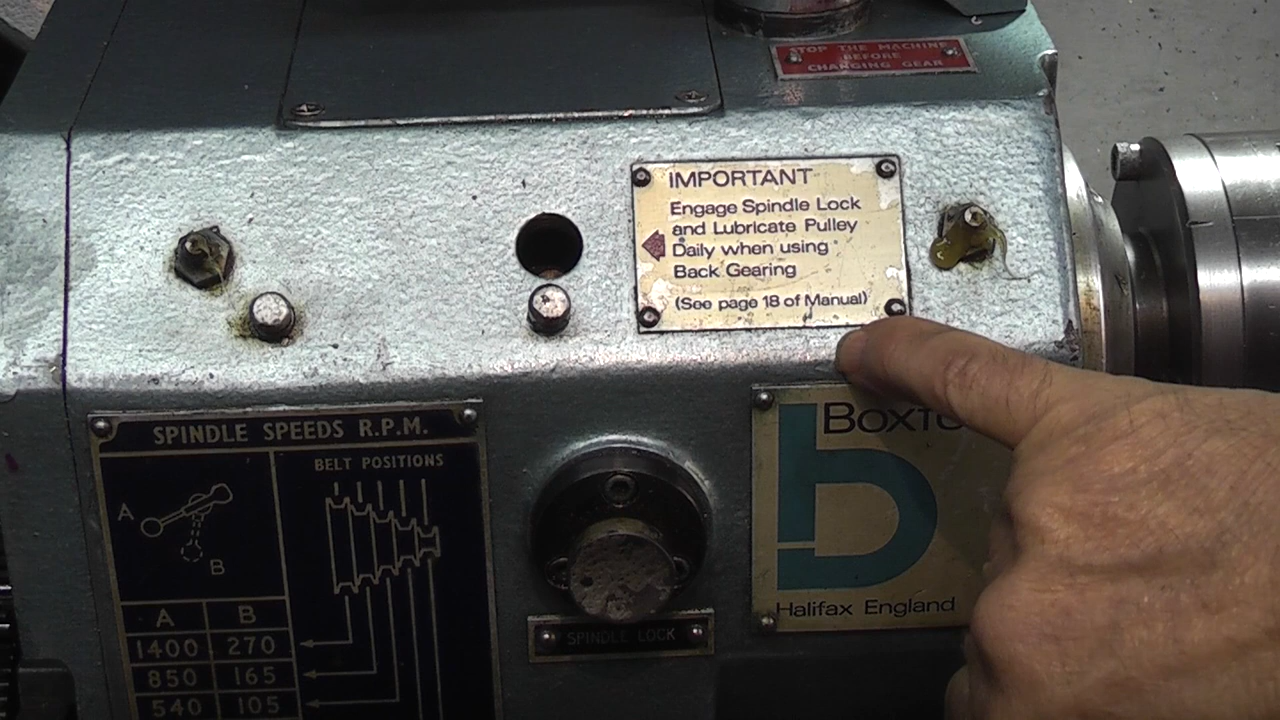 STOP THE MACHINE
BEFORE
CHANGING GEAR
IMPORTANT
Engage Spindle Lock
and Lubricate Pulley
Daily when using
Back Gearing
(See page 18 of Manual)
SPINDLE SPEEDS R.P.M.
BELT POSITIONS
A
B
A B
1400 270
850 165
540 105
SPINDLE LOCK
b
Halifax England